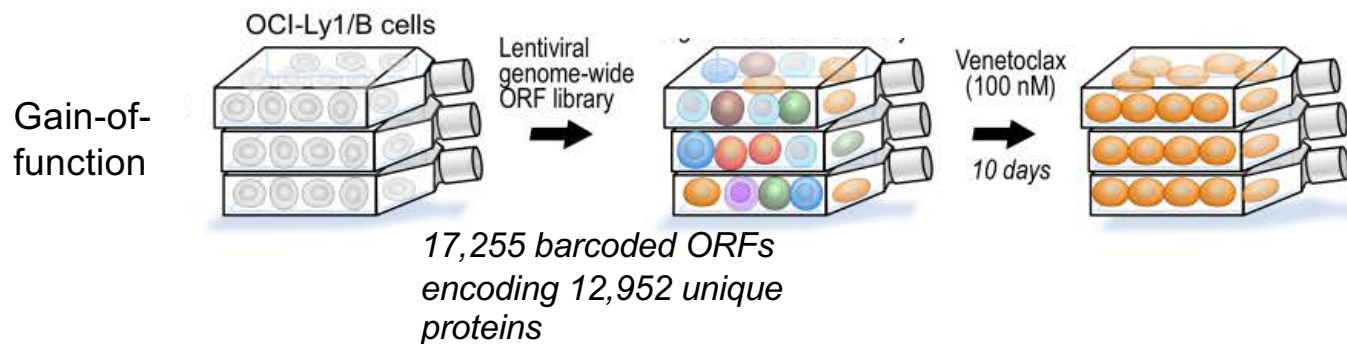 OCI-Ly1/B cells
Gain-of-
function
Lentiviral
genome-wide
ORF library
Venetoclax
(100 nM)
10 days
17,255 barcoded ORFs
encoding 12,952 unique
proteins